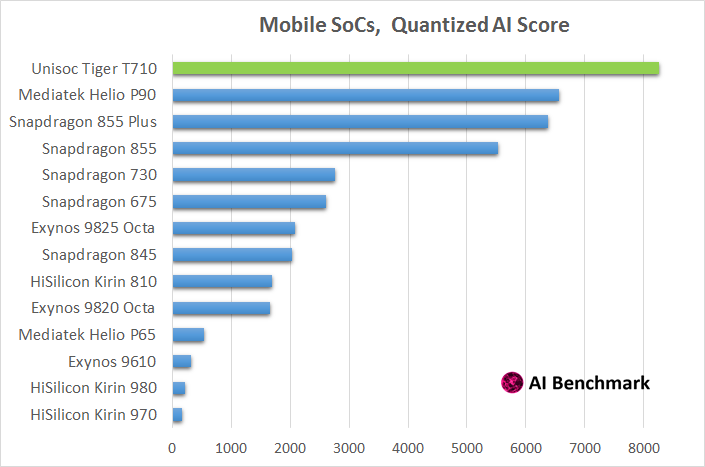 Mobile SoCs,  Quantized AI Score
Unisoc Tiger T710
Mediatek Helio P90
Snapdragon 855 Plus
Snapdragon 855
Snapdragon 730
Snapdragon 675
Exynos 9825 Octa
Snapdragon 845
HiSilicon Kirin 810
Exynos 9820 Octa
Mediatek Helio P65
Exynos 9610
HiSilicon Kirin 980
HiSilicon Kirin 970
AI Benchmark
0 1000 2000 3000 4000 5000 6000 7000 8000